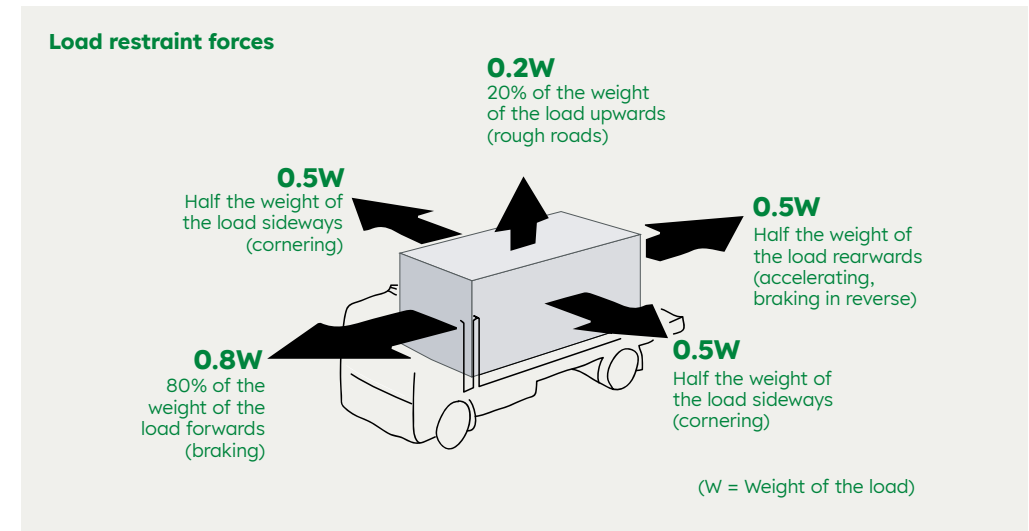 Load restraint forces
0.2W
20% of the weight
of the load upwards
(rough roads)
0.5W
Half the weight of
the load sideways
(cornering)
0.5W
Half the weight of
the load rearwards
(accelerating,
braking in reverse)
0.8W
80% of the
weight of the
load forwards
(braking)
0.5W
Half the weight of
the load sideways
(cornering)
(W = Weight of the load)